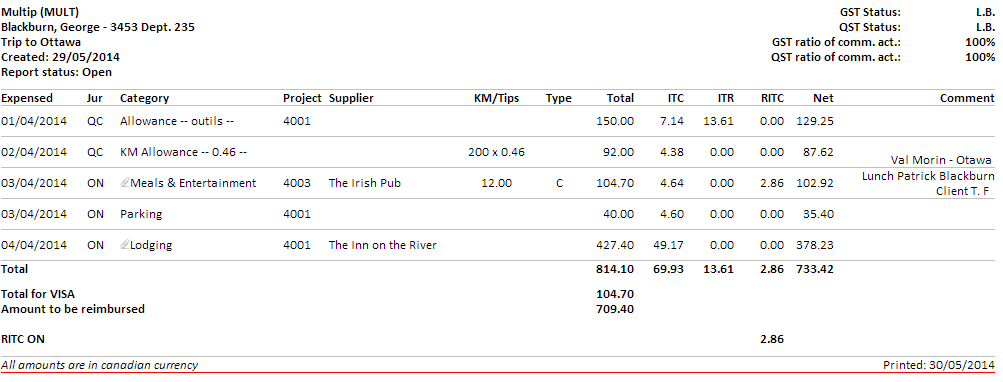 Multip (MULT) GST Status: L.B.
Blackburn, George - 3453 Dept. 235 QST Status: L.B.
Trip to Ottawa GST ratio of comm. act.: 100%
Created: 29/05/2014 QST ratio of comm. act.: 100%
Report status: Open
Expensed Jur Category Project Supplier KM/Tips Type Total ITC ITR RITC Net Comment
01/04/2014 QC Allowance -- outils -- 4001 150.00 7.14 13.61 0.00 129.25
02/04/2014 QC KM Allowance -- 0.46 -- 200 x 0.46 92.00 4.38 0.00 0.00 87.62 Val Morin - Otawa
03/04/2014 ON Meals & Entertainment 4003 The Irish Pub 12.00 C 104.70 4.64 0.00 2.86 102.92 Lunch Patrick Blackburn
Client T. F
03/04/2014 ON Parking 4001 40.00 4.60 0.00 0.00 35.40
04/04/2014 ON Lodging 4001 The Inn on the River 427.40 49.17 0.00 0.00 378.23
Total 814.10 69.93 13.61 2.86 733.42
Total for VISA 104.70
Amount to be reimbursed 709.40
RITC ON 2.86
All amounts are in canadian currency Printed: 30/05/2014